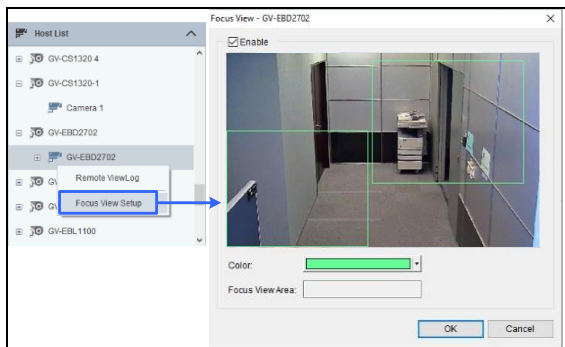 Host List
GV-CS1320 4
GV-CS1320-1
Camera 1
GV-EBD2702
GV-EBD2702
Remote ViewLog
Focus View Setup
GV-EBL1100
Focus View - GV-EBD2702
Enable
Color:
Focus View Area:
OK
Cancel